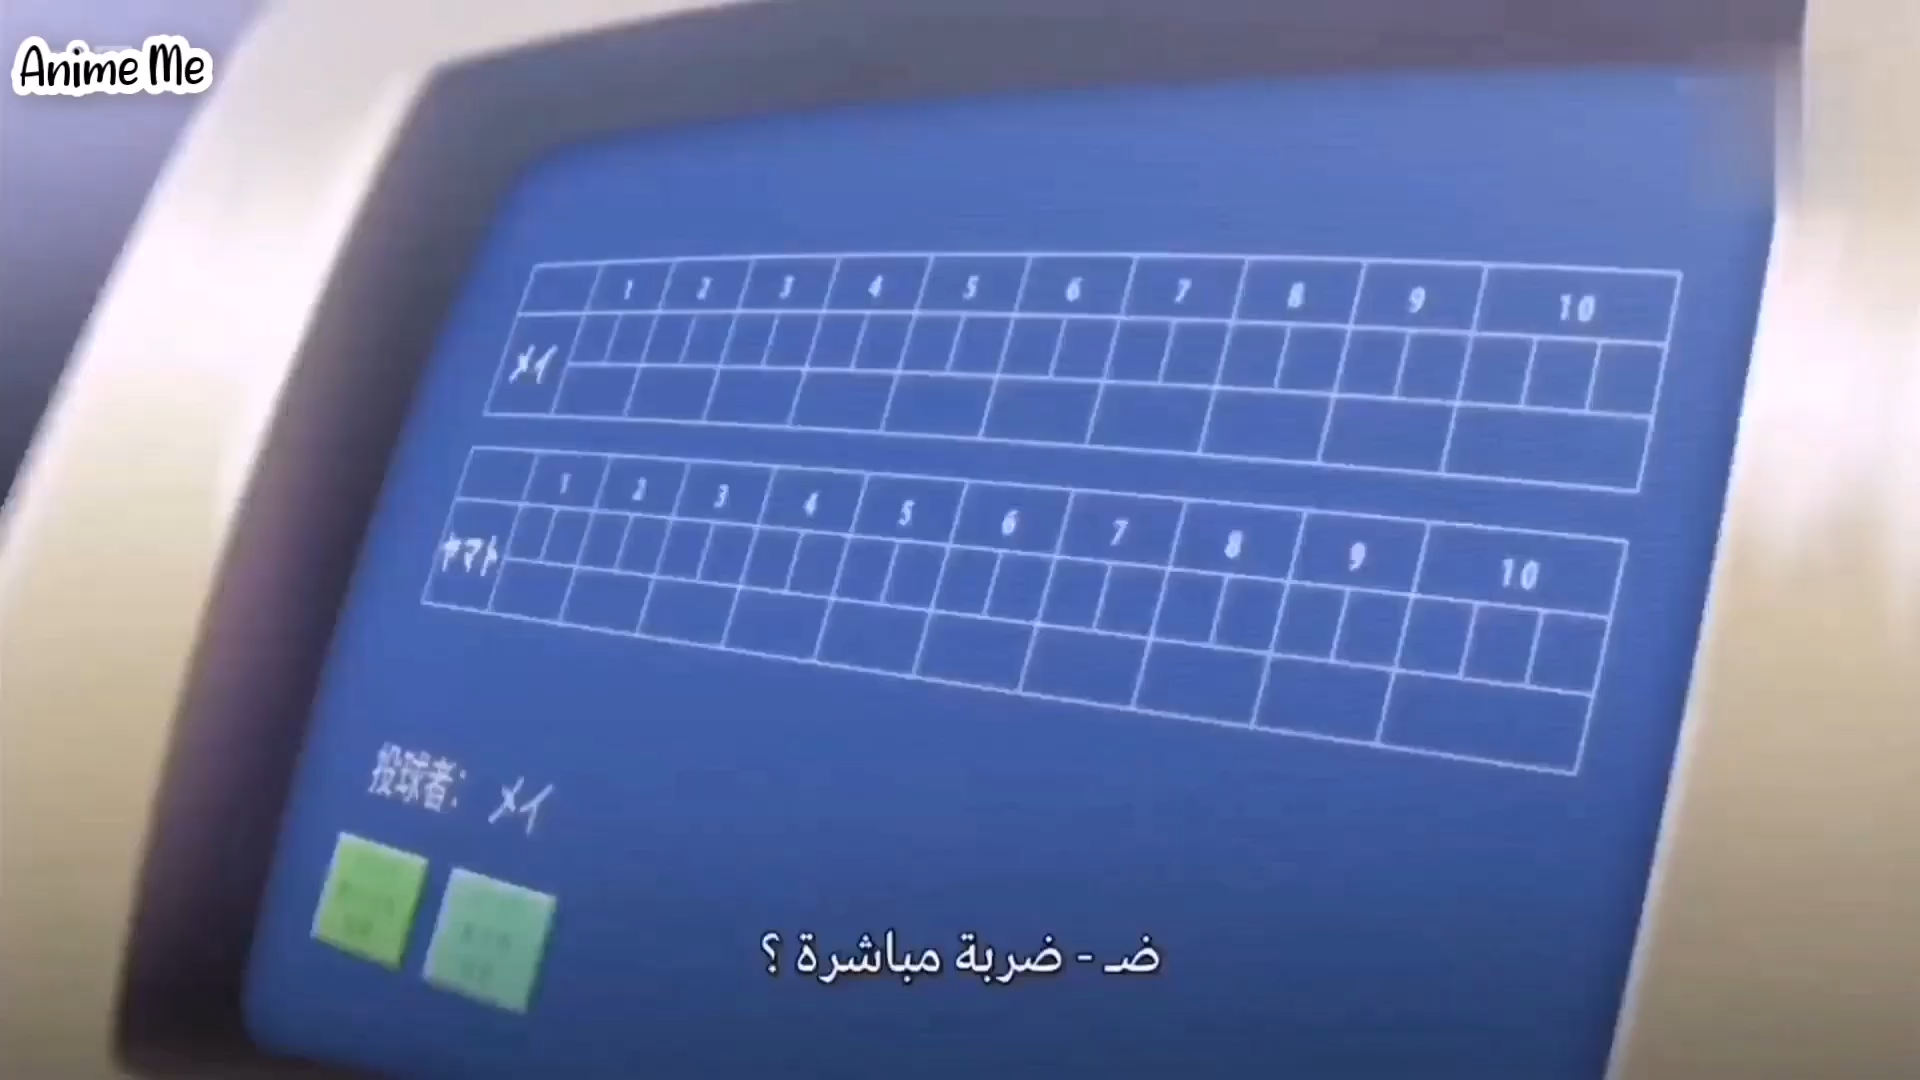 Anime Me
1 2 3 4 5 6 7 8 9 10
メイ
1 2 3 4 5 6 7 8 9 10
ヤマト
投球者: メイ
ضـ - ضربة مباشرة ؟